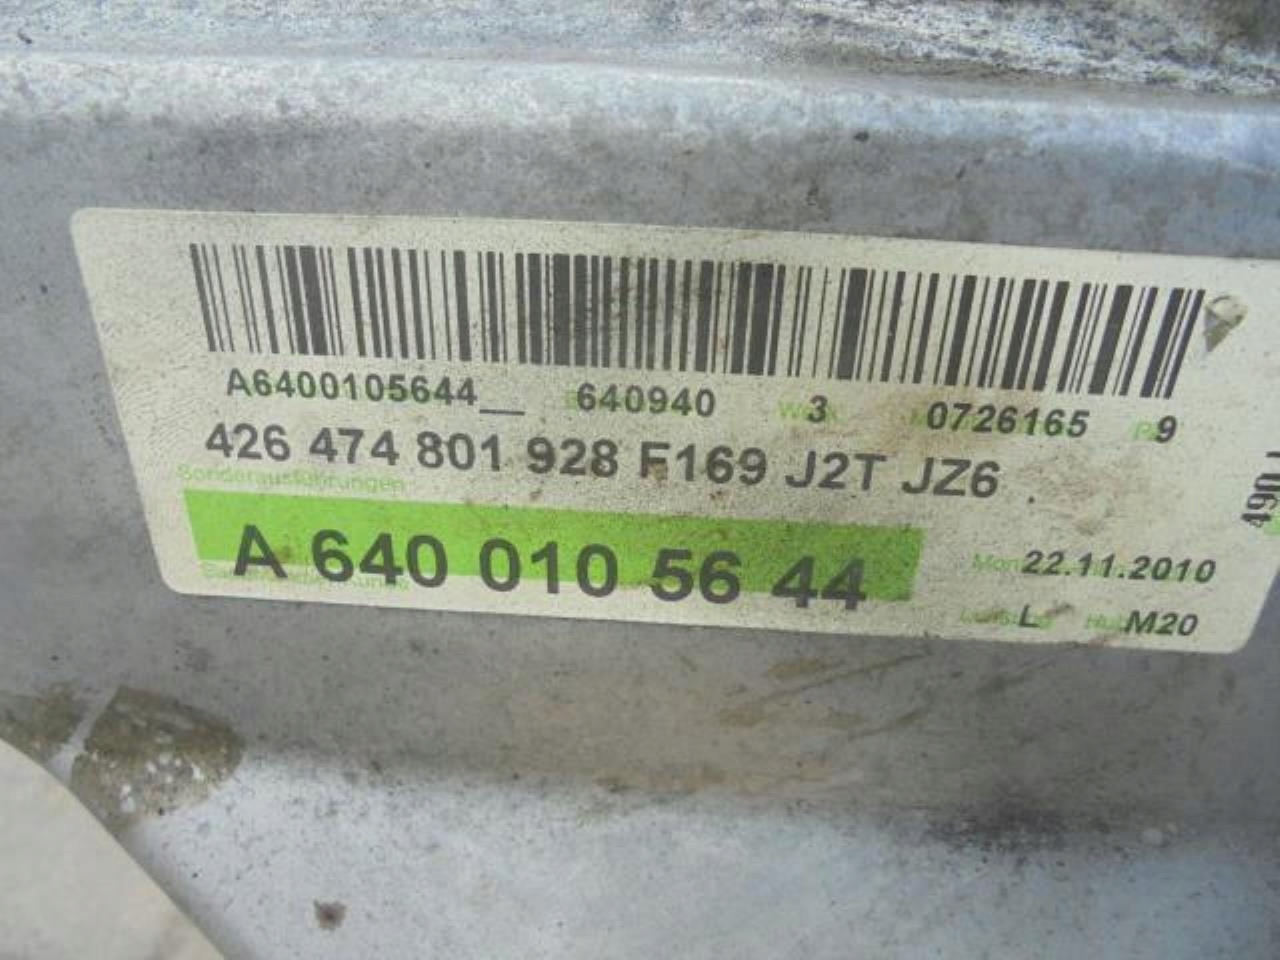 A6400105644__ 640940 3 0726165 9
426 474 801 928 F169 J2T JZ6
Sonderausführungen
A 640 010 56 44
22.11.2010
L M20
490